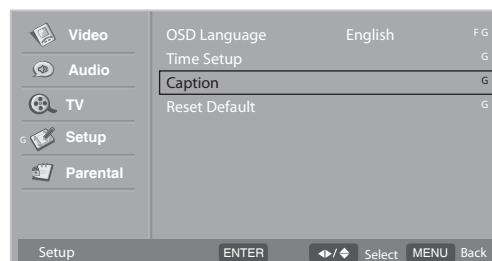 Video
Audio
TV
G Setup
Parental
OSD Language English F G
Time Setup G
Caption G
Reset Default G
Setup ENTER / Select MENU Back